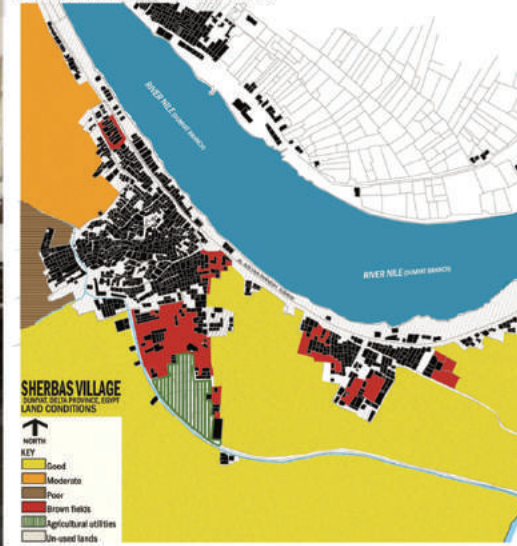 RIVER NILE (DUMYAT BRANCH)
RIVER NILE (DUMYAT BRANCH)
SHERBAS VILLAGE
DUMYAT, DELTA PROVINCE, EGYPT
LAND CONDITIONS
NORTH
KEY
Good
Moderate
Poor
Brown fields
Agricultural utilities
Un-used lands